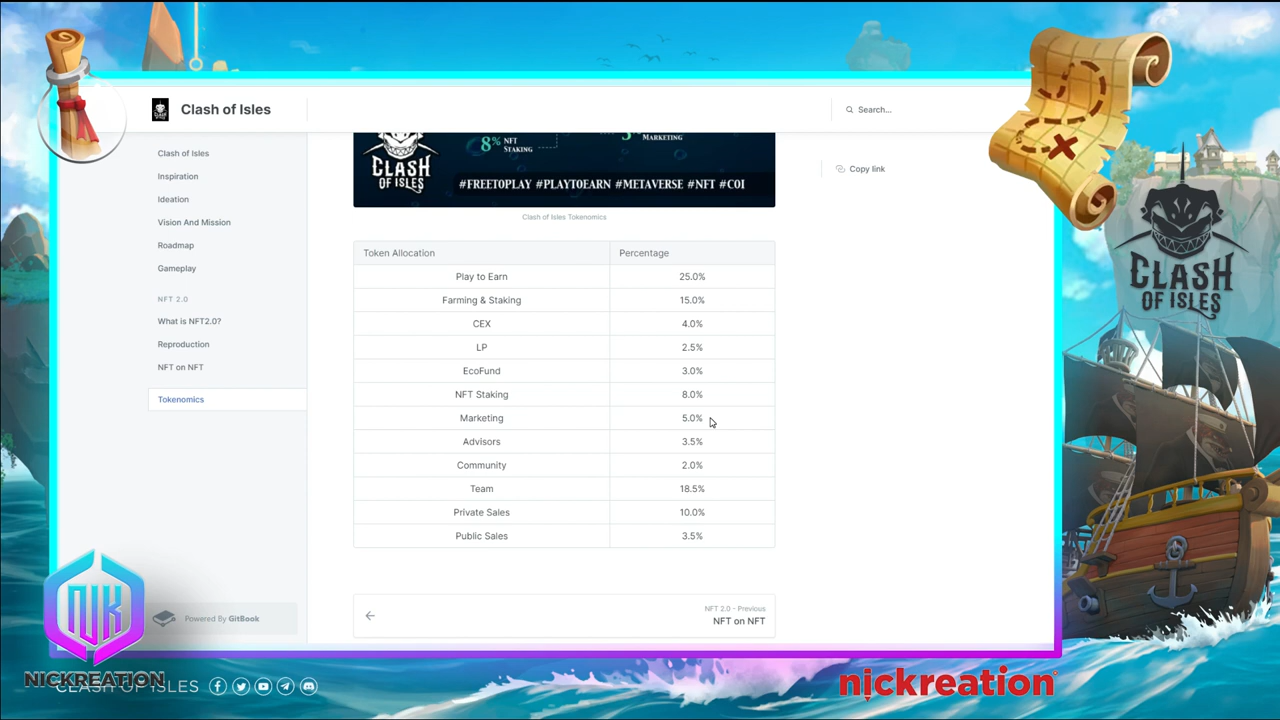 Clash of Isles
Search...
8% NFT STAKING
MARKETING
CLASH OF ISLES
#FREETOPLAY #PLAYTOEARN #METAVERSE #NFT #COI
Copy link
Clash of Isles Tokenomics
Clash of Isles
Inspiration
Ideation
Vision And Mission
Roadmap
Gameplay
NFT 2.0
What is NFT2.0?
Reproduction
NFT on NFT
Tokenomics
Token Allocation Percentage
Play to Earn 25.0%
Farming & Staking 15.0%
CEX 4.0%
LP 2.5%
EcoFund 3.0%
NFT Staking 8.0%
Marketing 5.0%
Advisors 3.5%
Community 2.0%
Team 18.5%
Private Sales 10.0%
Public Sales 3.5%
NFT 2.0 - Previous
NFT on NFT
Powered By GitBook
CLASH
OF ISLES
NICKREATION
CLASH OF ISLES
nickreation